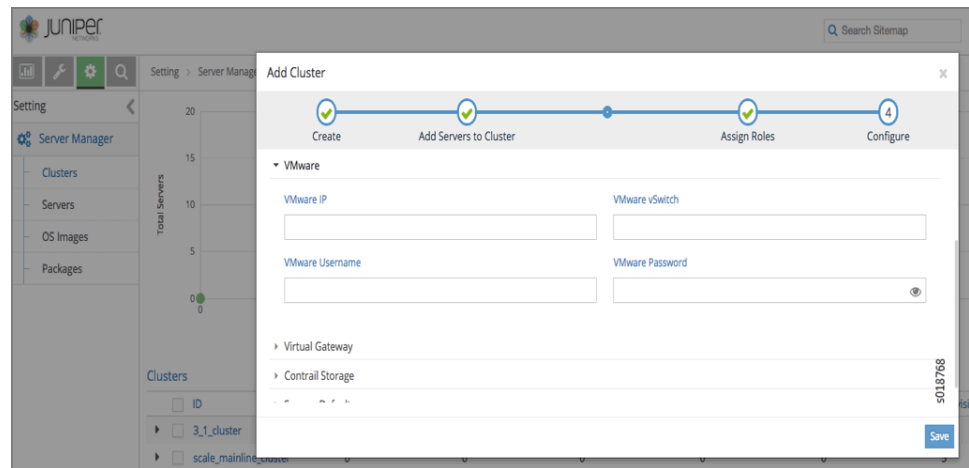 JUNIPER
NETWORKS
Search Sitemap
Setting > Server Manage
Add Cluster
x
Setting
Server Manager
Clusters
Servers
OS Images
Packages
Total Servers
20
15
10
5
0
0
Create
Add Servers to Cluster
Assign Roles
4
Configure
VMware
VMware IP
VMware vSwitch
VMware Username
VMware Password
Virtual Gateway
Contrail Storage
s018768
Save
Clusters
ID
3_1_cluster
scale_mainline_cluster